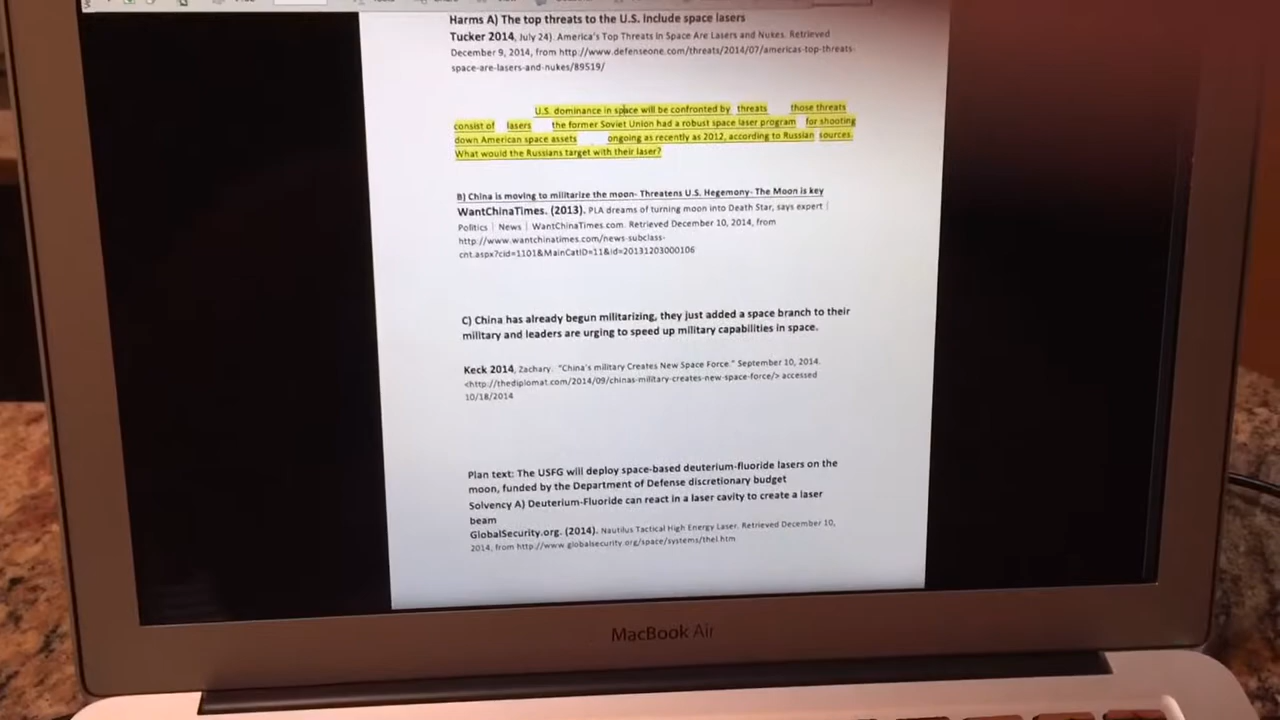 Harms A) The top threats to the U.S. include space lasers
Tucker 2014, July 24). America's Top Threats in Space Are Lasers and Nukes. Retrieved
December 9, 2014, from http://www.defenseone.com/threats/2014/07/americas-top-threats-
space-are-lasers-and-nukes/89519/
U.S. dominance in space will be confronted by threats those threats
consist of lasers the former Soviet Union had a robust space laser program for shooting
down American space assets ongoing as recently as 2012, according to Russian sources.
What would the Russians target with their laser?
B) China is moving to militarize the moon- Threatens U.S. Hegemony- The Moon is key
WantChinaTimes. (2013). PLA dreams of turning moon into Death Star, says expert |
Politics | News | WantChinaTimes.com. Retrieved December 10, 2014, from
http://www.wantchinatimes.com/news-subclass-
cnt.aspx?cid=1101&MainCatID=11&id=20131203000106
C) China has already begun militarizing, they just added a space branch to their
military and leaders are urging to speed up military capabilities in space.
Keck 2014, Zachary. "China's military Creates New Space Force." September 10, 2014.
<http://thediplomat.com/2014/09/chinas-military-creates-new-space-force/> accessed
10/18/2014
Plan text: The USFG will deploy space-based deuterium-fluoride lasers on the
moon, funded by the Department of Defense discretionary budget
Solvency A) Deuterium-Fluoride can react in a laser cavity to create a laser
beam
GlobalSecurity.org. (2014). Nautilus Tactical High Energy Laser. Retrieved December 10,
2014, from http://www.globalsecurity.org/space/systems/thel.htm
MacBook Air